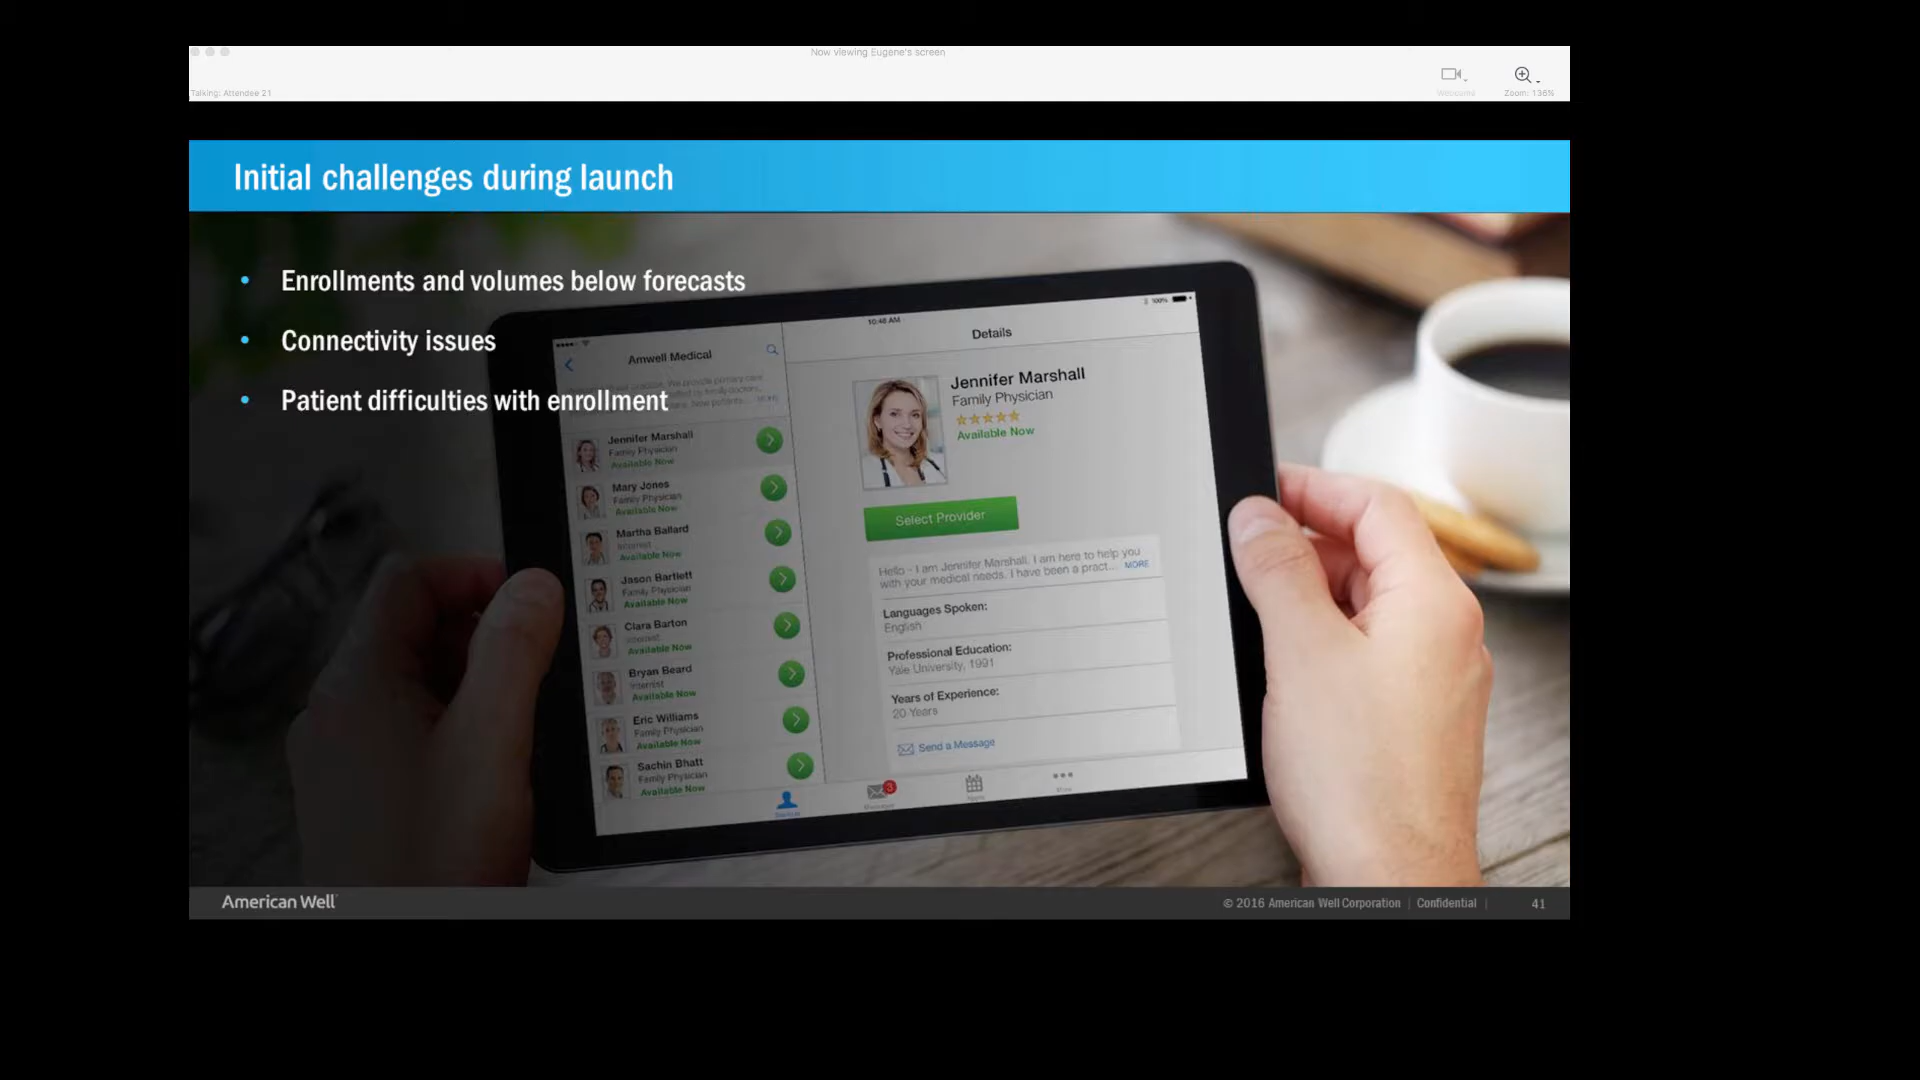 Now viewing Eugene's screen
Talking: Attendee 21
Zoom: 136%
Initial challenges during launch
• Enrollments and volumes below forecasts
• Connectivity issues
• Patient difficulties with enrollment
10:48 AM
100%
Amwell Medical
Details
MORE
Jennifer Marshall
Family Physician
Available Now
Mary Jones
Family Physician
Available Now
Martha Ballard
Internist
Available Now
Jason Bartlett
Family Physician
Available Now
Clara Barton
Internist
Available Now
Bryan Beard
Internist
Available Now
Eric Williams
Family Physician
Available Now
Sachin Bhatt
Family Physician
Available Now
Jennifer Marshall
Family Physician
Available Now
Select Provider
Hello - I am Jennifer Marshall. I am here to help you
with your medical needs. I have been a pract... MORE
Languages Spoken:
English
Professional Education:
Yale University, 1991
Years of Experience:
20 Years
Send a Message
3
American Well
© 2016 American Well Corporation | Confidential | 41